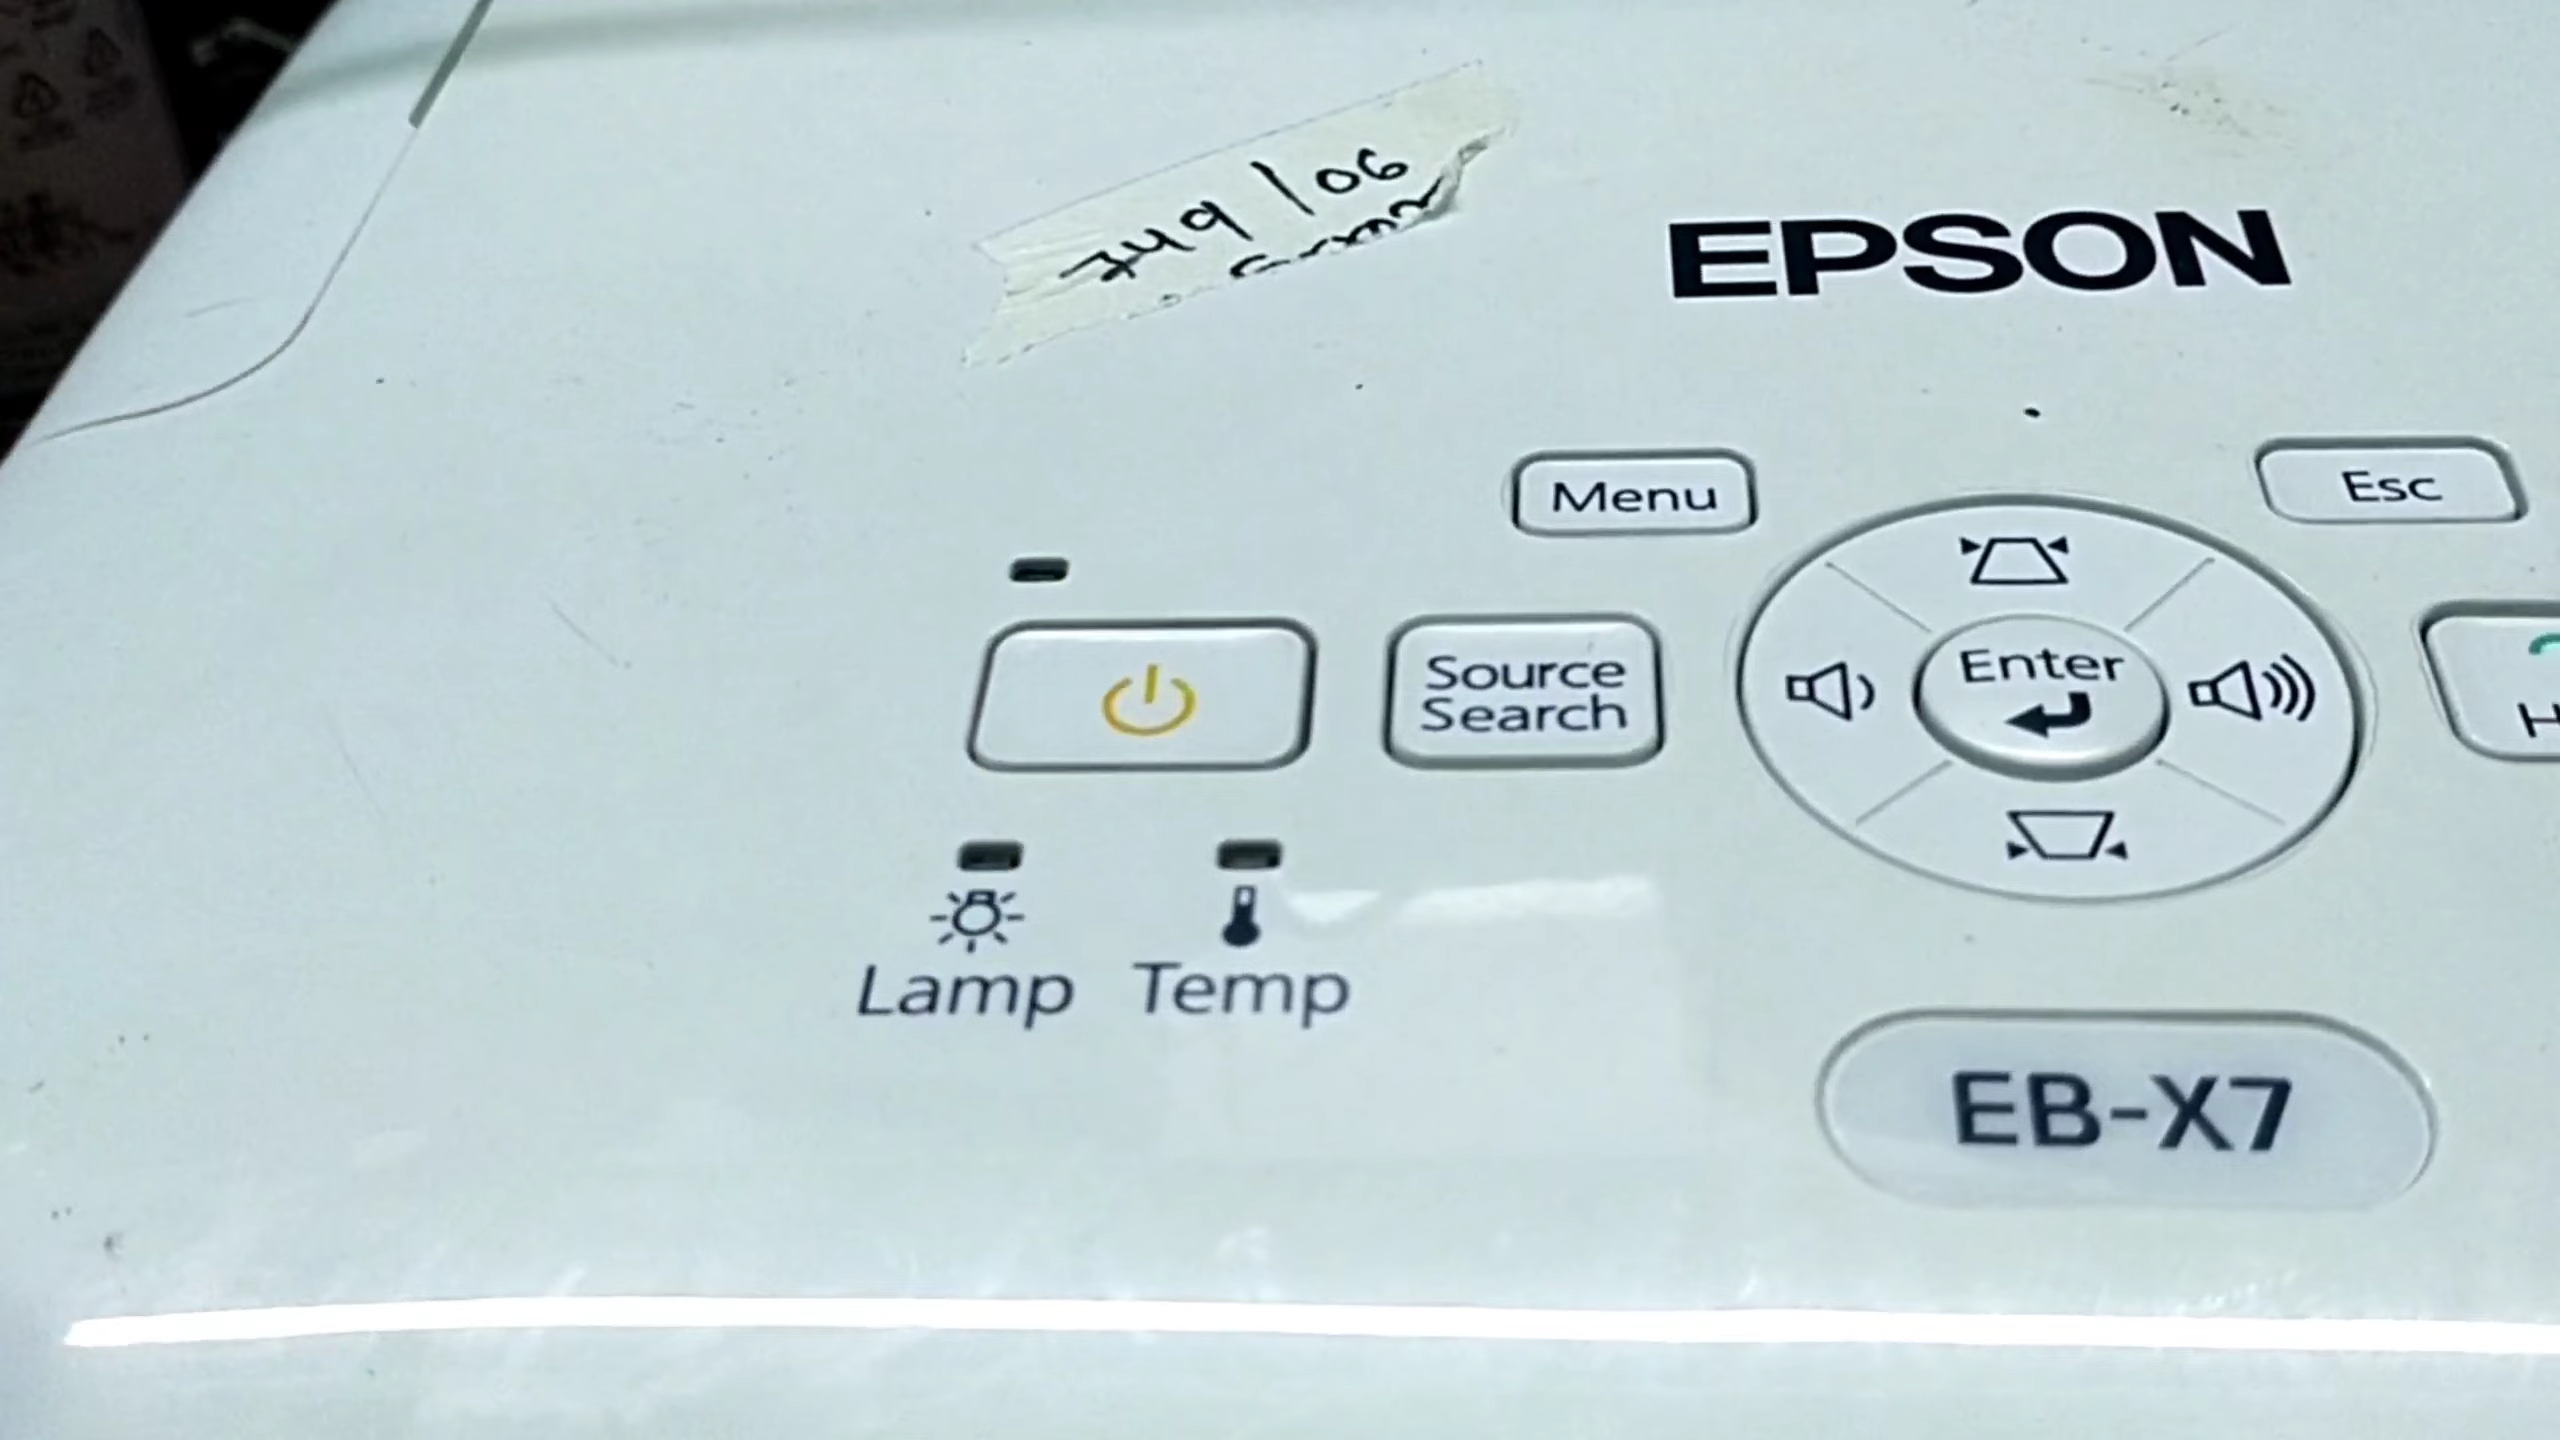 749/06
EPSON
Menu
Esc
Source
Search
Enter
Lamp
Temp
EB-X7